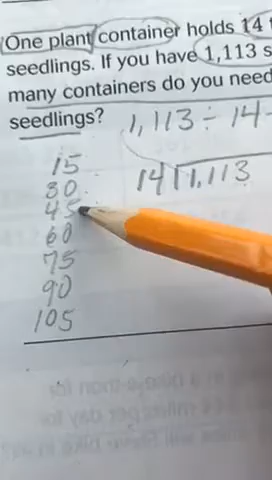 One plant container holds 14
seedlings. If you have 1,113 s
many containers do you need
seedlings? 1,113 ÷ 14
14 1,113
15
30
45
60
75
90
105